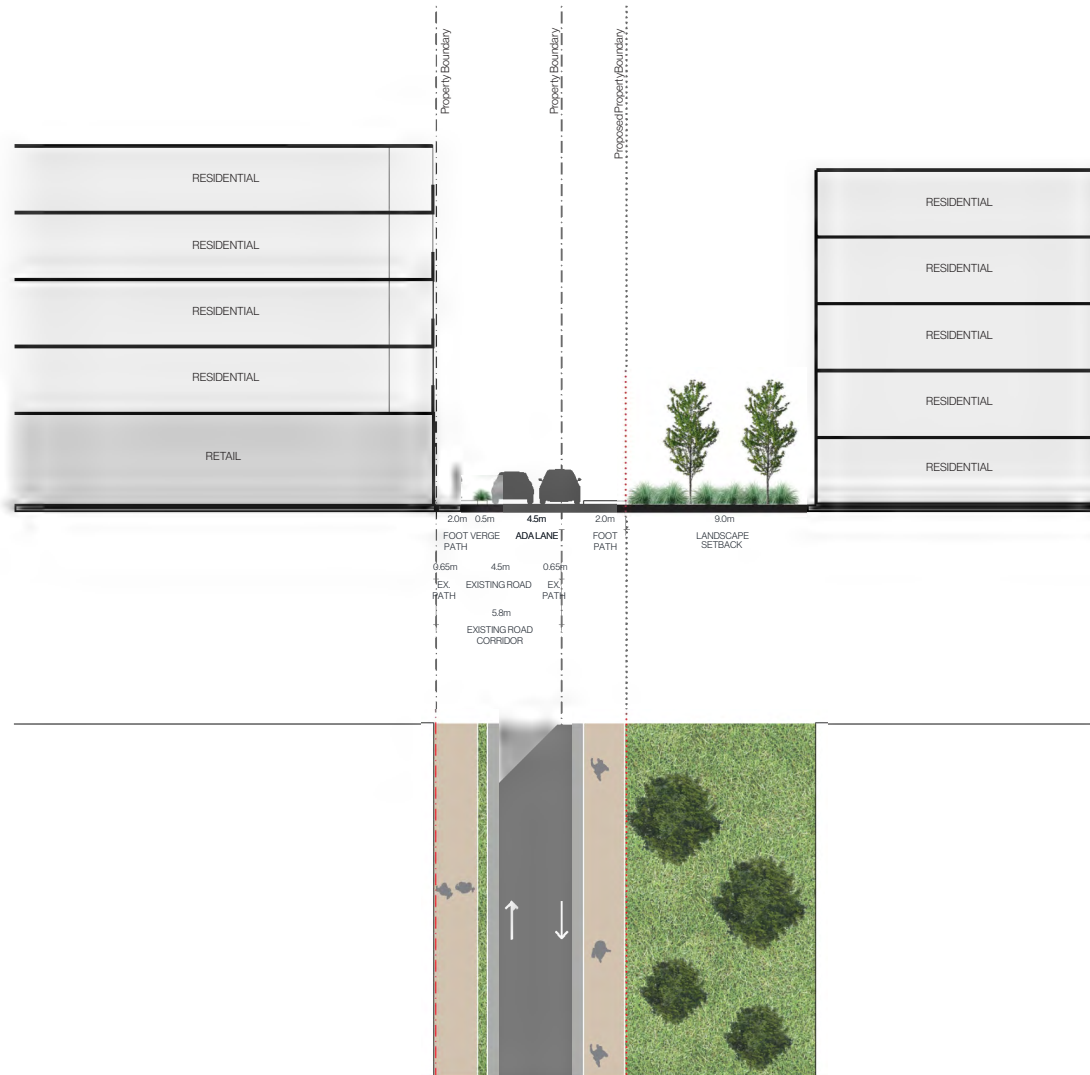 Property Boundary
Property Boundary
Proposed Property Boundary
RESIDENTIAL
RESIDENTIAL
RESIDENTIAL
RESIDENTIAL
RETAIL
RESIDENTIAL
RESIDENTIAL
RESIDENTIAL
RESIDENTIAL
RESIDENTIAL
2.0m 0.5m 4.5m 2.0m 9.0m
FOOT VERGE ADA LANE FOOT LANDSCAPE
PATH PATH SETBACK
0.65m 4.5m 0.65m
EX. EXISTING ROAD EX.
PATH PATH
5.8m
EXISTING ROAD
CORRIDOR